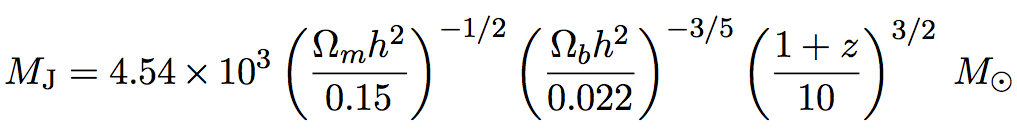 M_J = 4.54 × 10^3 (Ω_m h^2 / 0.15)^{-1/2} (Ω_b h^2 / 0.022)^{-3/5} (1 + z / 10)^{3/2} M_⊙